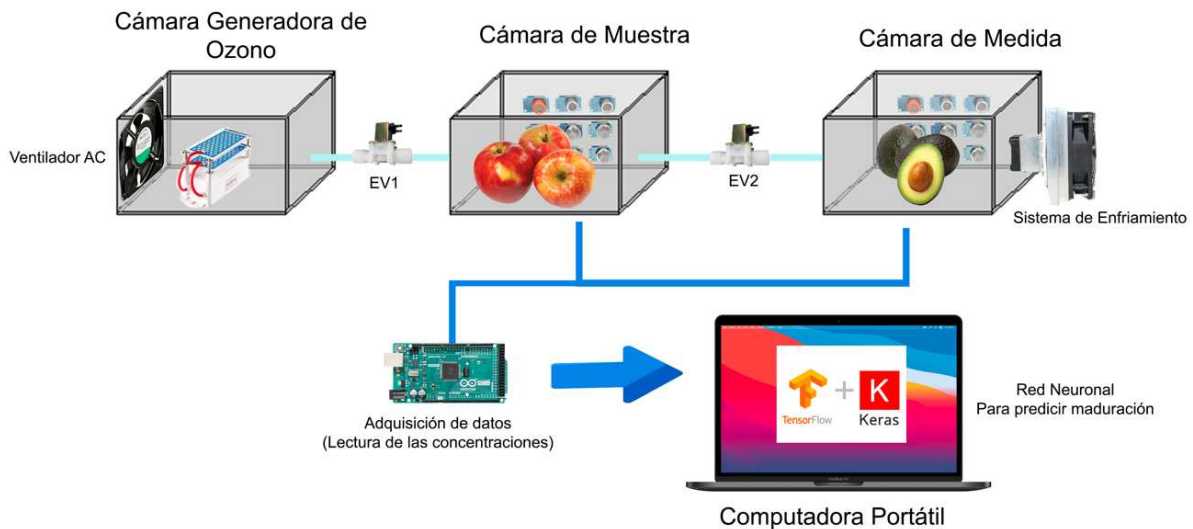 Cámara Generadora de
Ozono
Cámara de Muestra
Cámara de Medida
Ventilador AC
EV1
EV2
Sistema de Enfriamiento
Adquisición de datos
(Lectura de las concentraciones)
TensorFlow
+
K
Keras
Red Neuronal
Para predicir maduración
Computadora Portátil